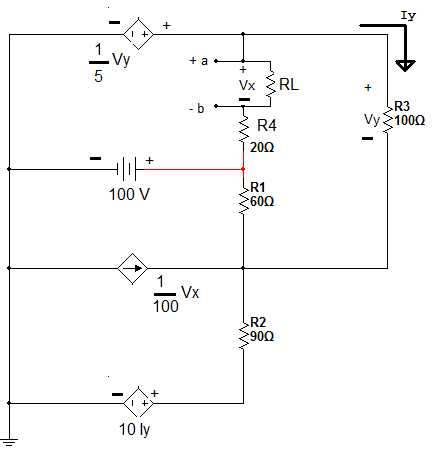 Iy
− +
− +
1
5
Vy
+ a
+
Vx
−
RL
- b
R4
20Ω
+
Vy
−
R3
100Ω
− +
100 V
R1
60Ω
1
100
Vx
R2
90Ω
− +
− +
10 Iy